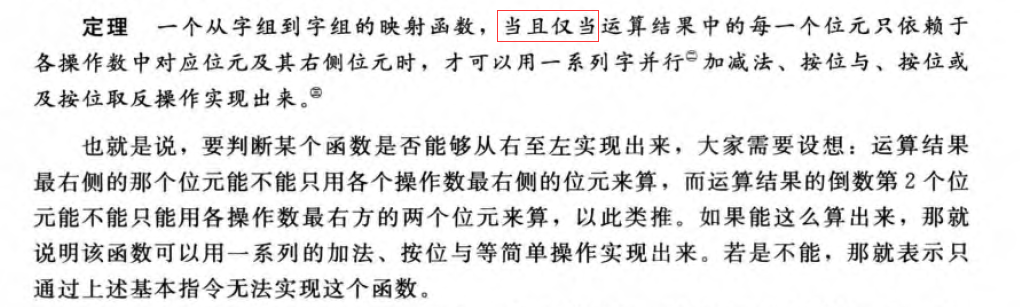 定理 一个从字组到字组的映射函数，当且仅当运算结果中的每一个位元只依赖于
各操作数中对应位元及其右侧位元时，才可以用一系列字并行㊁加减法、按位与、按位或
及按位取反操作实现出来。㊂
也就是说，要判断某个函数是否能够从右至左实现出来，大家需要设想：运算结果
最右侧的那个位元能不能只用各个操作数最右侧的位元来算，而运算结果的倒数第 2 个位
元能不能只能用各操作数最右方的两个位元来算，以此类推。如果能这么算出来，那就
说明该函数可以用一系列的加法、按位与等简单操作实现出来。若是不能，那就表示只
通过上述基本指令无法实现这个函数。